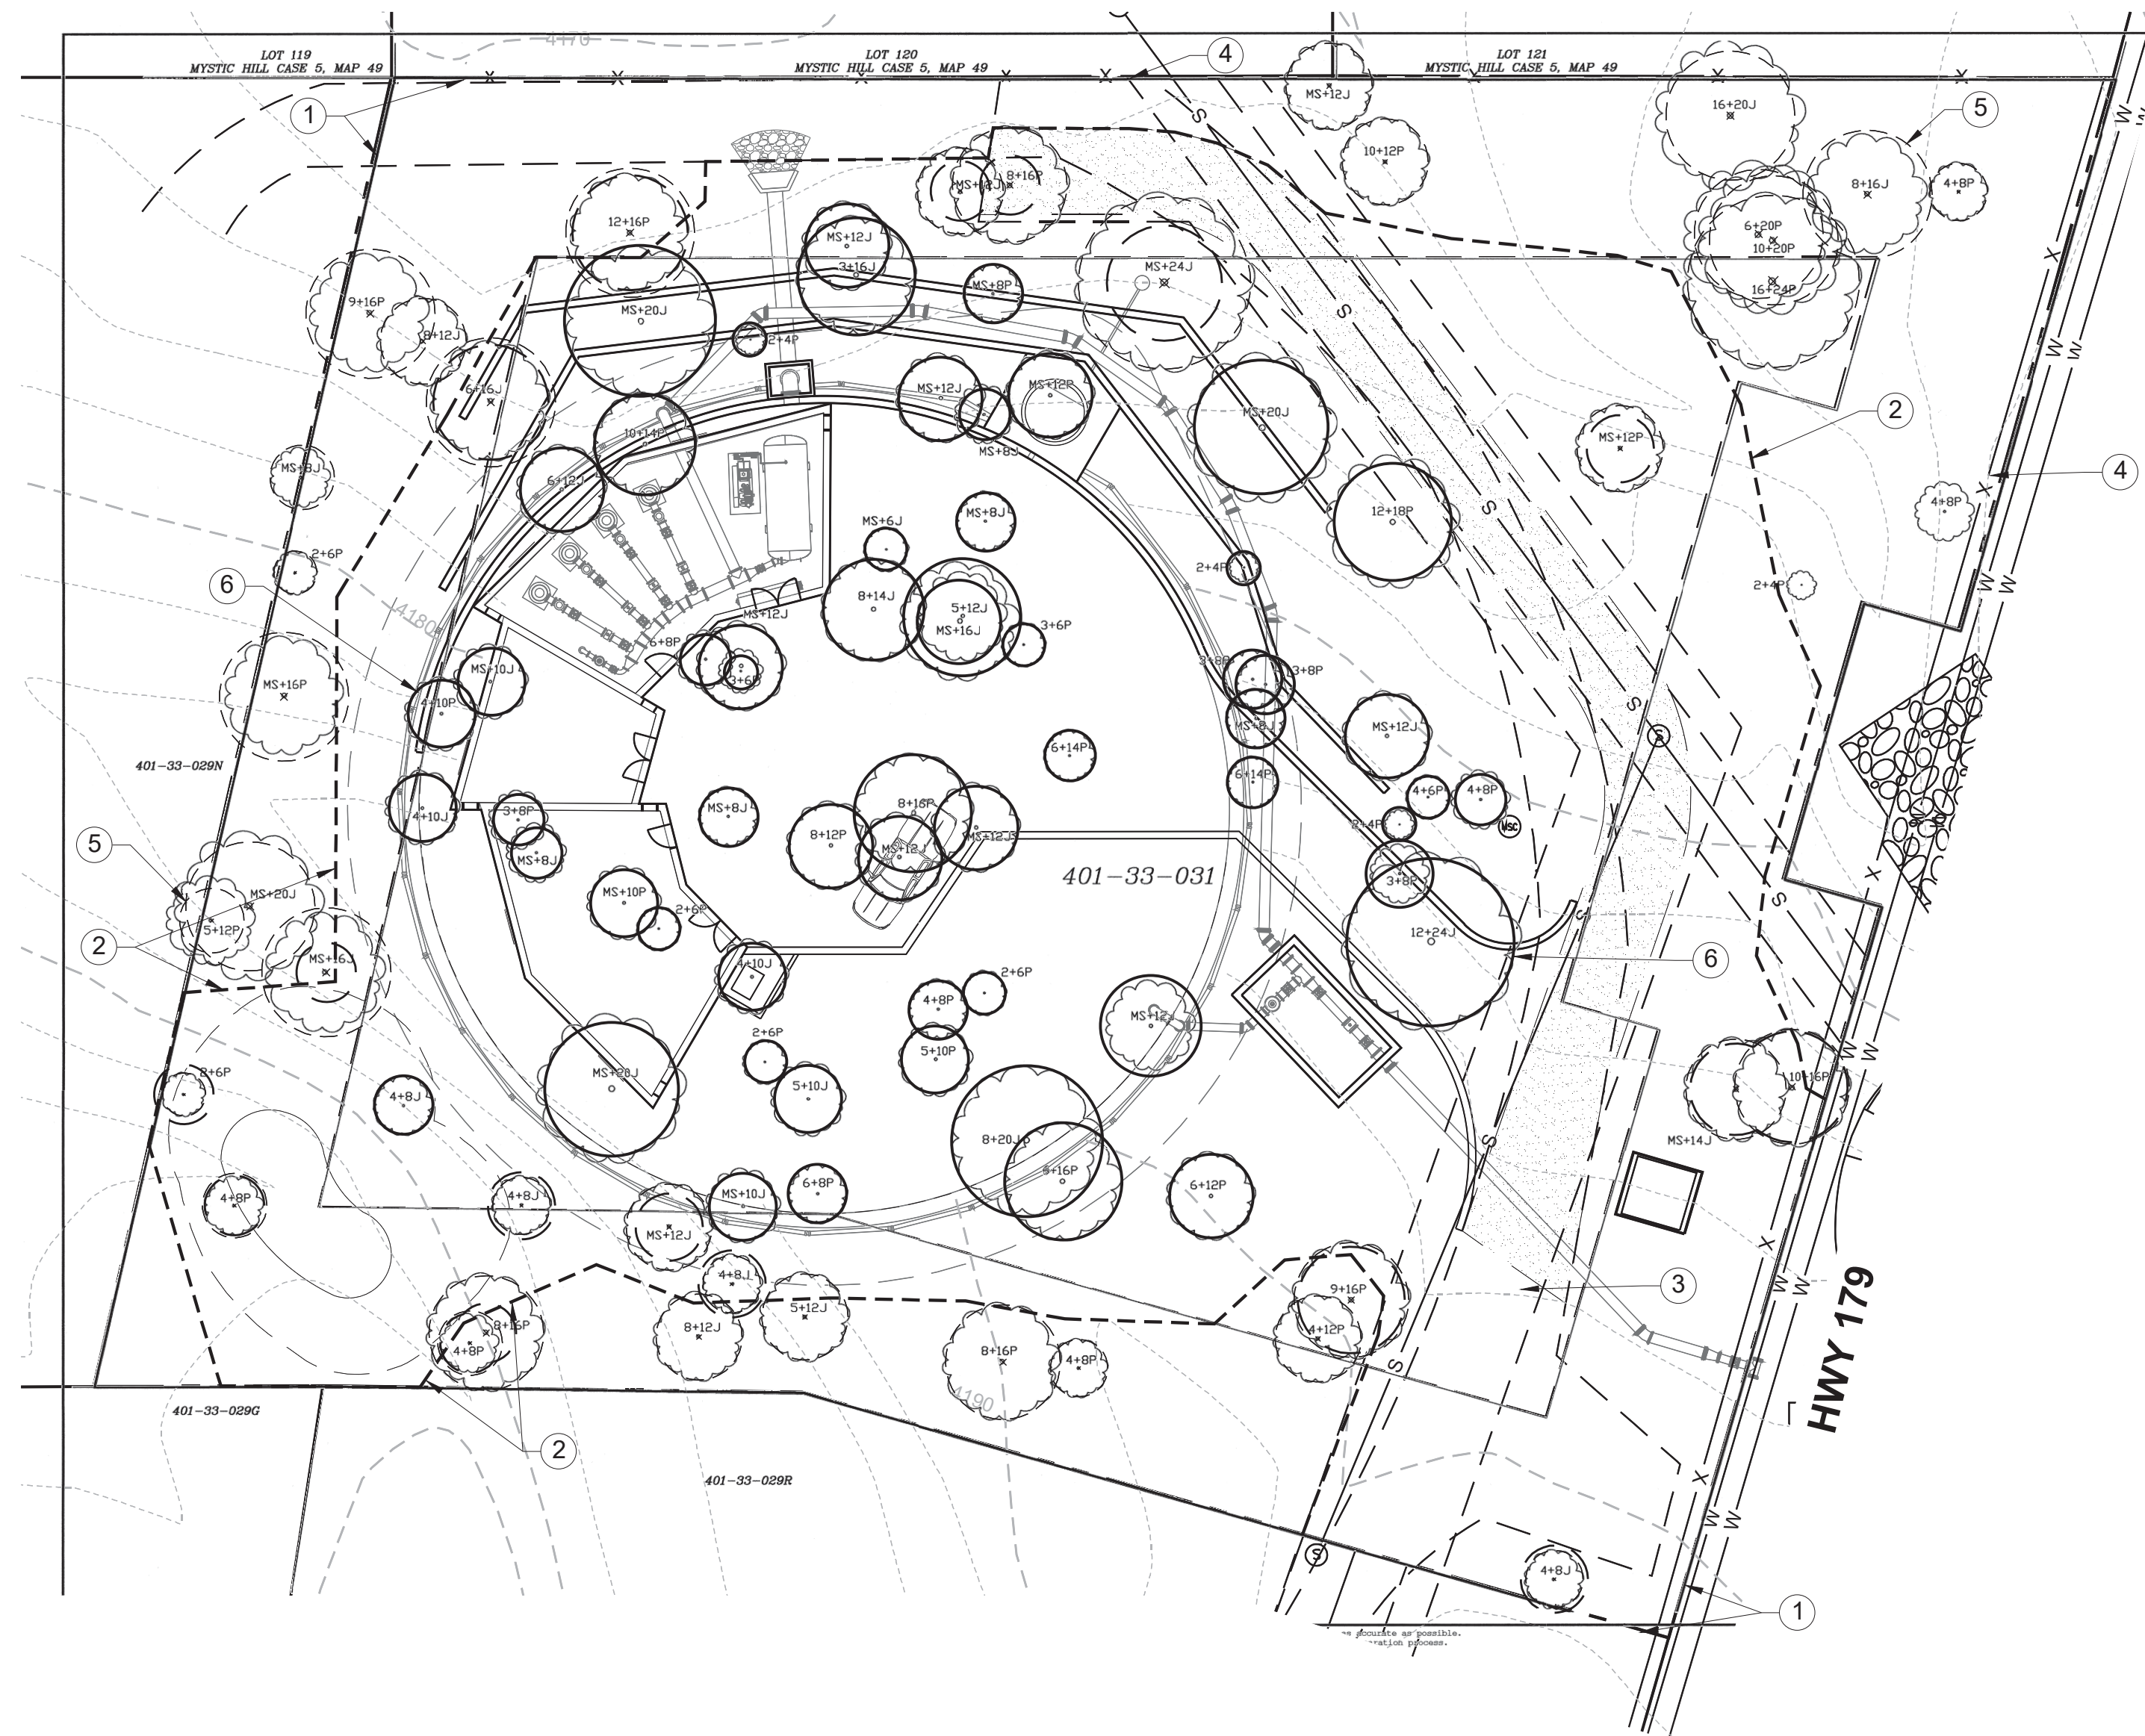 4470
LOT 119
MYSTIC HILL CASE 5, MAP 49
LOT 120
MYSTIC HILL CASE 5, MAP 49
LOT 121
MYSTIC HILL CASE 5, MAP 49
4
1
5
MS+12J
16+20J
10+12P
8+16J
4+8P
8+16P
12+16P
MS+12J
3+16J
MS+24J
6+20P
10+20P
16+24P
MS+8P
9+16P
8+12J
MS+20J
2+4P
6+16J
MS+12J
MS+12P
MS+20J
2
MS+12P
10+14P
MS+8J
4
MS+8J
6+12J
4+8P
12+18P
MS+6J
MS+8J
2+6P
6
2+4P
2+4P
8+14J
5+12J
MS+16J
MS+12J
4180
3+6P
6+8P
3+6P
MS+10J
3+8P
3+8P
MS+16P
4+10P
MS+8J
MS+12J
S
6+14P
401-33-029N
6+14P
4+6P
4+8P
MS+8J
8+16P
3+8P
4+10J
2+4P
MSC
MS+12J
8+12P
MS+12J
5
MS+8J
401-33-031
3+8P
MS+20J
MS+10P
2+6P
5+12P
12+24J
2
6
MS+16J
4+10J
2+6P
4+8P
MS+12J
2+6P
5+10P
2+6P
MS+20J
5+10J
10+16P
4+8J
MS+14J
8+20J
6+16P
4+8P
4+8J
MS+10J
6+8P
6+12P
MS+12J
4+8J
3
9+16P
5+12J
8+16P
8+12J
4+12P
4+8P
8+16P
4+8P
HWY 179
4190
401-33-029G
2
401-33-029R
S
4+8J
1
as accurate as possible.
ration process.